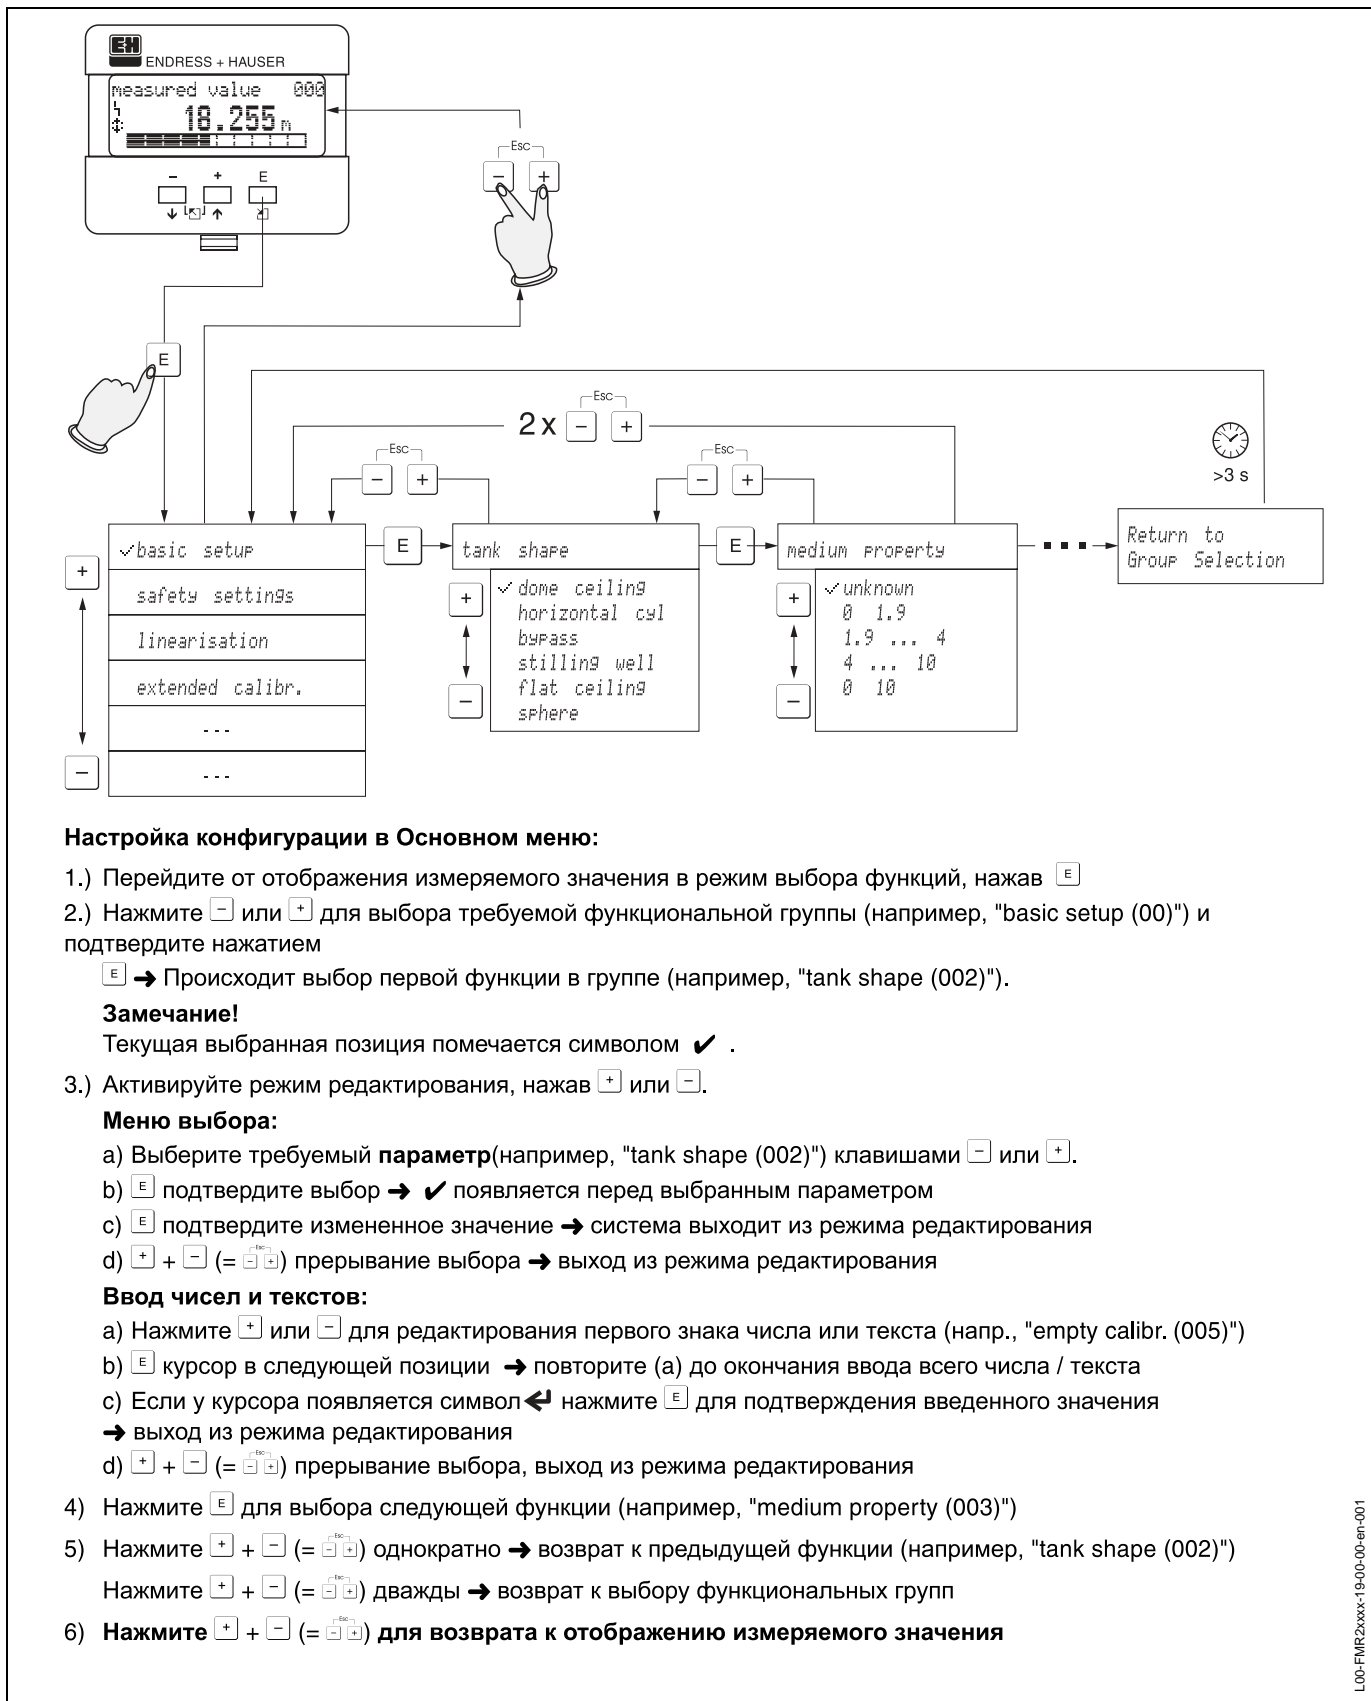 EH
ENDRESS + HAUSER
measured value 000
18.255 m
- + E
Esc
- +
E
Esc
2 x - +
Esc
- +
Esc
- +
>3 s
✓basic setup
safety settings
linearisation
extended calibr.
...
...
+
-
E
tank shape
✓dome ceiling
horizontal cyl
bypass
stilling well
flat ceiling
sphere
+
-
E
medium property
✓unknown
0 1.9
1.9 ... 4
4 ... 10
0 10
+
-
Return to
Group Selection
Настройка конфигурации в Основном меню:
1.) Перейдите от отображения измеряемого значения в режим выбора функций, нажав E
2.) Нажмите - или + для выбора требуемой функциональной группы (например, "basic setup (00)") и
подтвердите нажатием
E ➔ Происходит выбор первой функции в группе (например, "tank shape (002)").
Замечание!
Текущая выбранная позиция помечается символом ✔ .
3.) Активируйте режим редактирования, нажав + или -.
Меню выбора:
a) Выберите требуемый параметр(например, "tank shape (002)") клавишами - или +.
b) E подтвердите выбор ➔ ✔ появляется перед выбранным параметром
c) E подтвердите измененное значение ➔ система выходит из режима редактирования
d) + + - (= Esc - +) прерывание выбора ➔ выход из режима редактирования
Ввод чисел и текстов:
a) Нажмите + или - для редактирования первого знака числа или текста (напр., "empty calibr. (005)")
b) E курсор в следующей позиции ➔ повторите (a) до окончания ввода всего числа / текста
c) Если у курсора появляется символ ↵ нажмите E для подтверждения введенного значения
➔ выход из режима редактирования
d) + + - (= Esc - +) прерывание выбора, выход из режима редактирования
4) Нажмите E для выбора следующей функции (например, "medium property (003)")
5) Нажмите + + - (= Esc - +) однократно ➔ возврат к предыдущей функции (например, "tank shape (002)")
Нажмите + + - (= Esc - +) дважды ➔ возврат к выбору функциональных групп
6) Нажмите + + - (= Esc - +) для возврата к отображению измеряемого значения
L00-FMR2xxxx-19-00-00-en-001